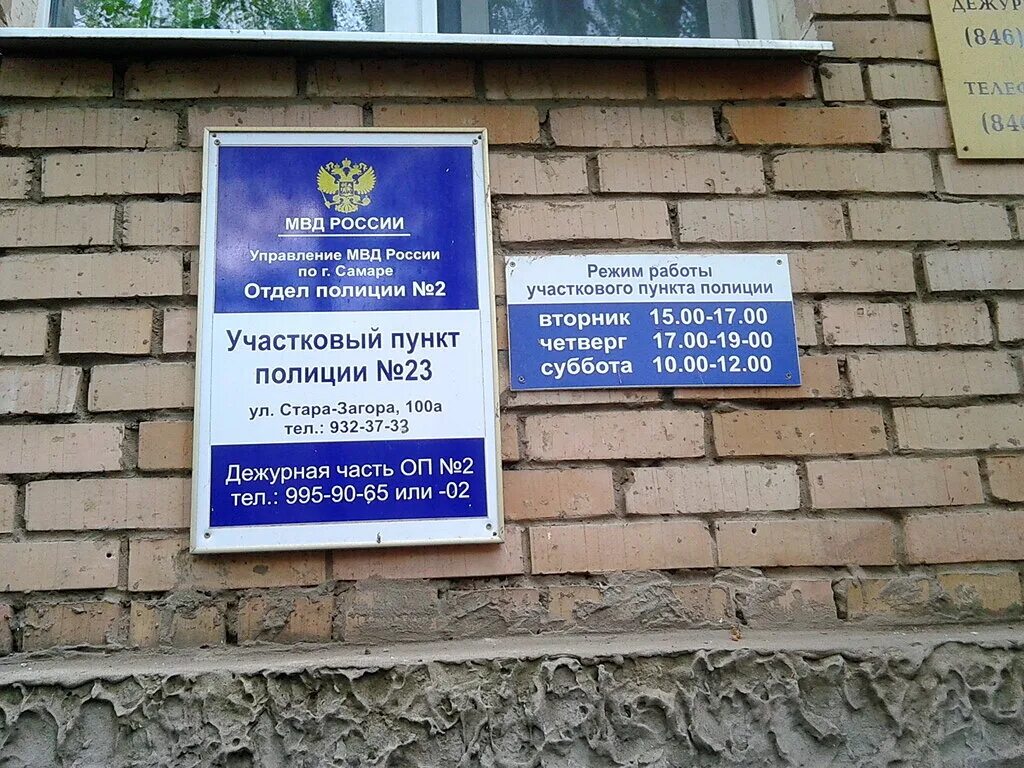 МВД РОССИИ
Управление МВД России
по г. Самаре
Отдел полиции №2
Участковый пункт
полиции №23
ул. Стара-Загора, 100а
тел.: 932-37-33
Дежурная часть ОП №2
тел.: 995-90-65 или -02
Режим работы
участкового пункта полиции
вторник 15.00-17.00
четверг 17.00-19-00
суббота 10.00-12.00
(846)